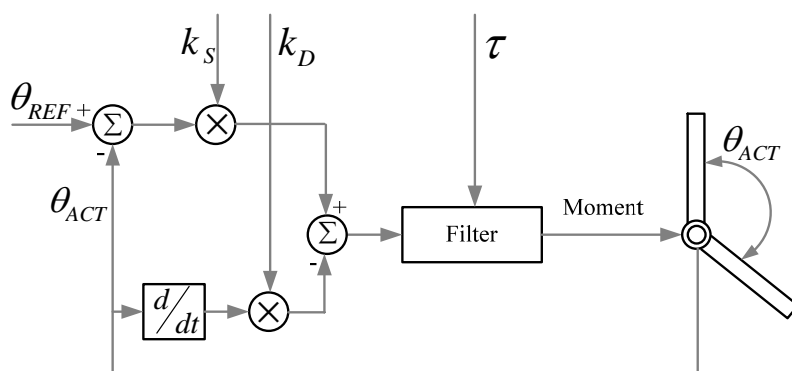 k_S
k_D
τ
θ_REF
+
Σ
×
-
θ_ACT
θ_ACT
+
Σ
-
Filter
Moment
d/dt
×